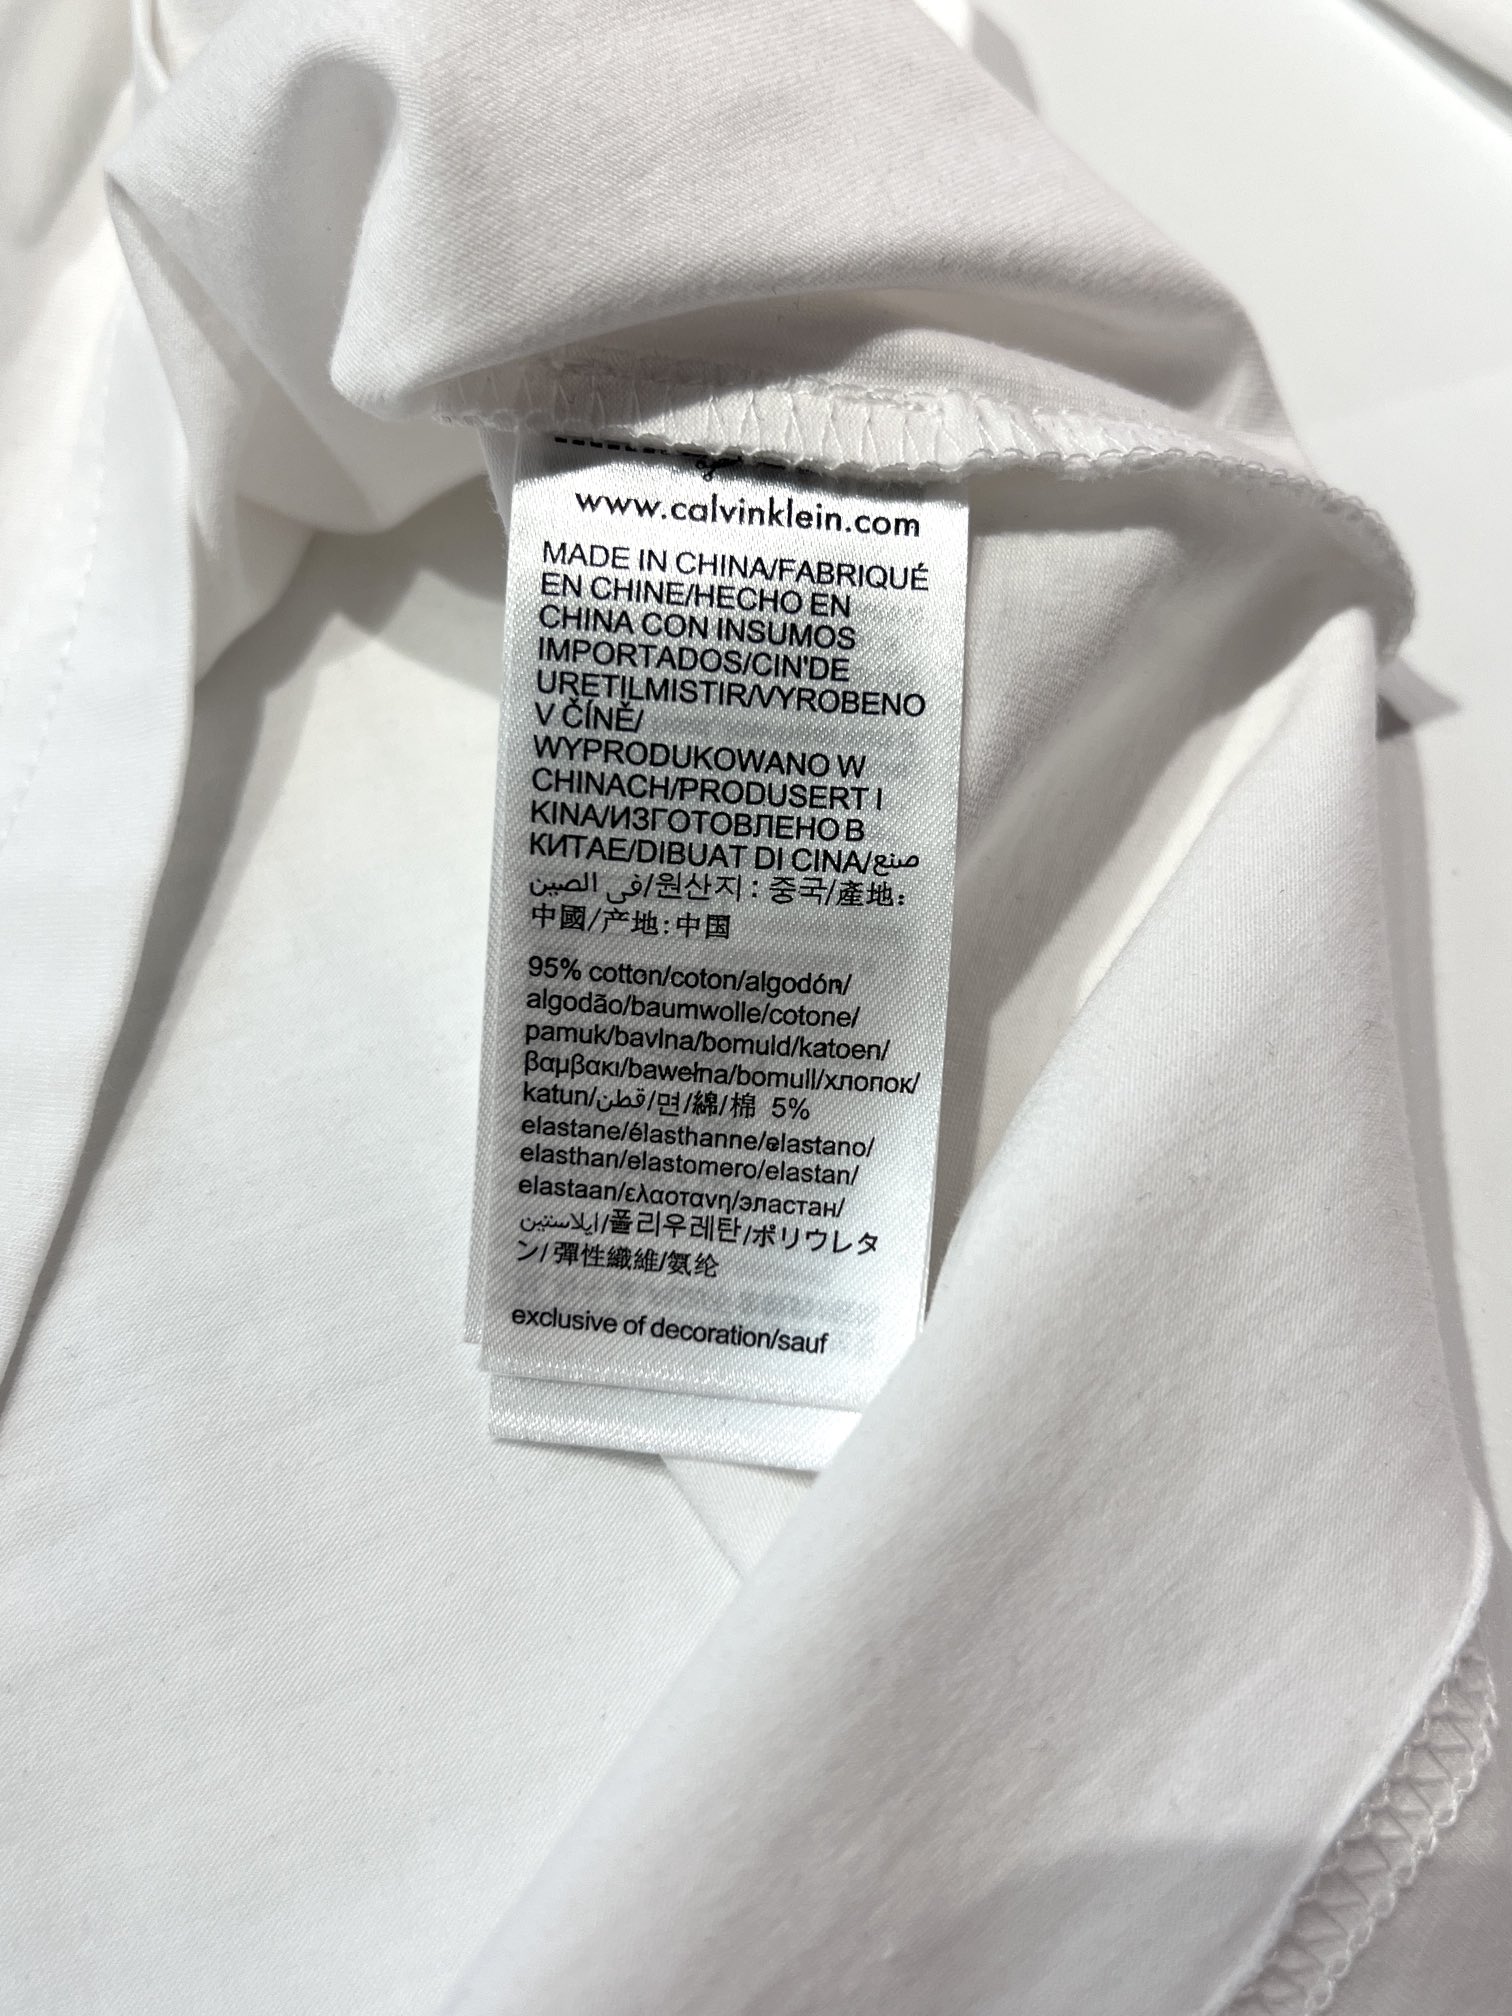 www.calvinklein.com
MADE IN CHINA/FABRIQUÉ
EN CHINE/HECHO EN
CHINA CON INSUMOS
IMPORTADOS/CIN'DE
URETILMISTIR/VYROBENO
V ČÍNĚ/
WYPRODUKOWANO W
CHINACH/PRODUSERT I
KINA/ИЗГОТОВЛЕНО В
КИТАЕ/DIBUAT DI CINA/صنع
في الصين/원산지 : 중국/產地:
中國/产地:中国
95% cotton/coton/algodón/
algodão/baumwolle/cotone/
pamuk/bavlna/bomuld/katoen/
βαμβακι/bawełna/bomull/хлопок/
katun/قطن/면/綿/棉 5%
elastane/élasthanne/elastano/
elasthan/elastomero/elastan/
elastaan/ελαστανη/эластан/
إيلاستين/폴리우레탄/ポリウレタ
ン/彈性纖維/氨纶
exclusive of decoration/sauf